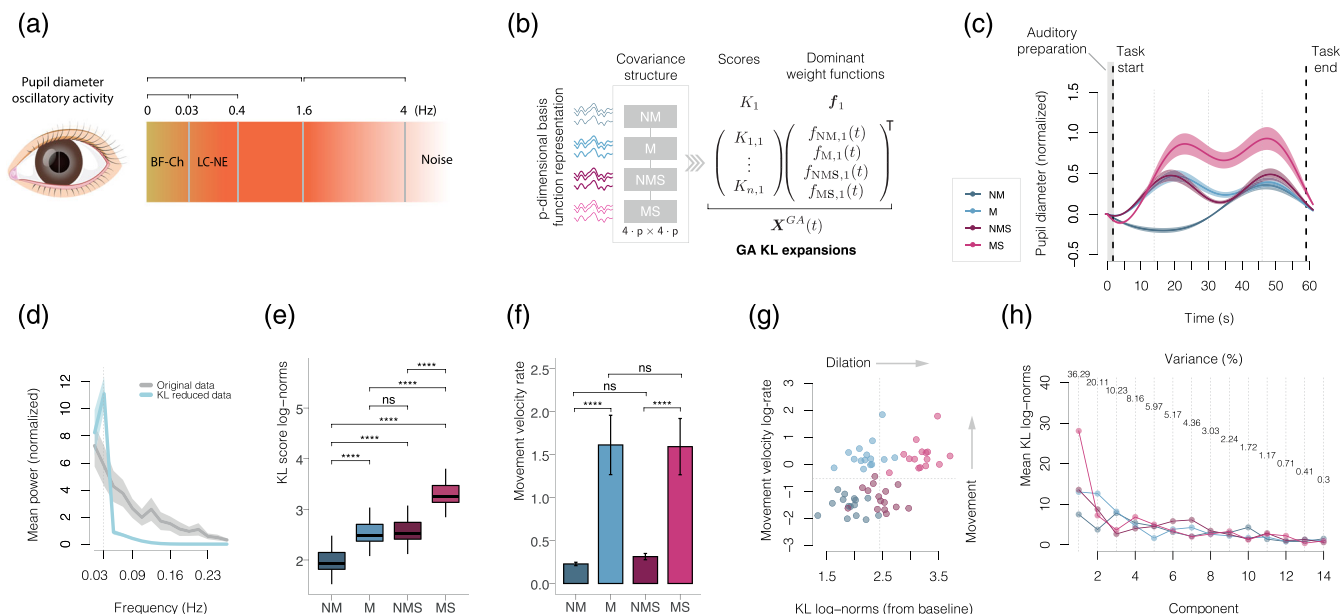 (a)
Pupil diameter
oscillatory activity
0 0.03 0.4 1.6 4 (Hz)
BF-Ch LC-NE Noise
(b)
p-dimensional basis
function representation
Covariance
structure
NM
M
NMS
MS
4 · p × 4 · p
Scores
Dominant
weight functions
K1 f1
K1,1
⋮
Kn,1
fNM,1(t)
fM,1(t)
fNMS,1(t)
fMS,1(t)
⊤
X^GA(t)
GA KL expansions
(c)
Auditory
preparation
Task
start
Task
end
Pupil diameter (normalized)
1.5
1.0
0.5
0.0
−0.5
0 10 20 30 40 50 60
Time (s)
NM
M
NMS
MS
(d)
Mean power (normalized)
12
10
8
6
4
2
0
Original data
KL reduced data
0.03 0.09 0.16 0.23
Frequency (Hz)
(e)
KL score log−norms
5
4
3
2
****
****
ns
****
****
****
NM M NMS MS
(f)
Movement velocity rate
2.0
1.5
1.0
0.5
0.0
ns
ns
**** ****
NM M NMS MS
(g)
Dilation
Movement velocity log-rate
3
2
1
0
-1
-2
-3
Movement
1.5 2.5 3.5
KL log−norms (from baseline)
(h)
Variance (%)
Mean KL log−norms
40
30
20
10
0
36.29
20.11
10.23
8.16
5.97
5.17
4.36
3.03
2.24
1.72
1.17
0.71
0.41
0.3
2 4 6 8 10 12 14
Component